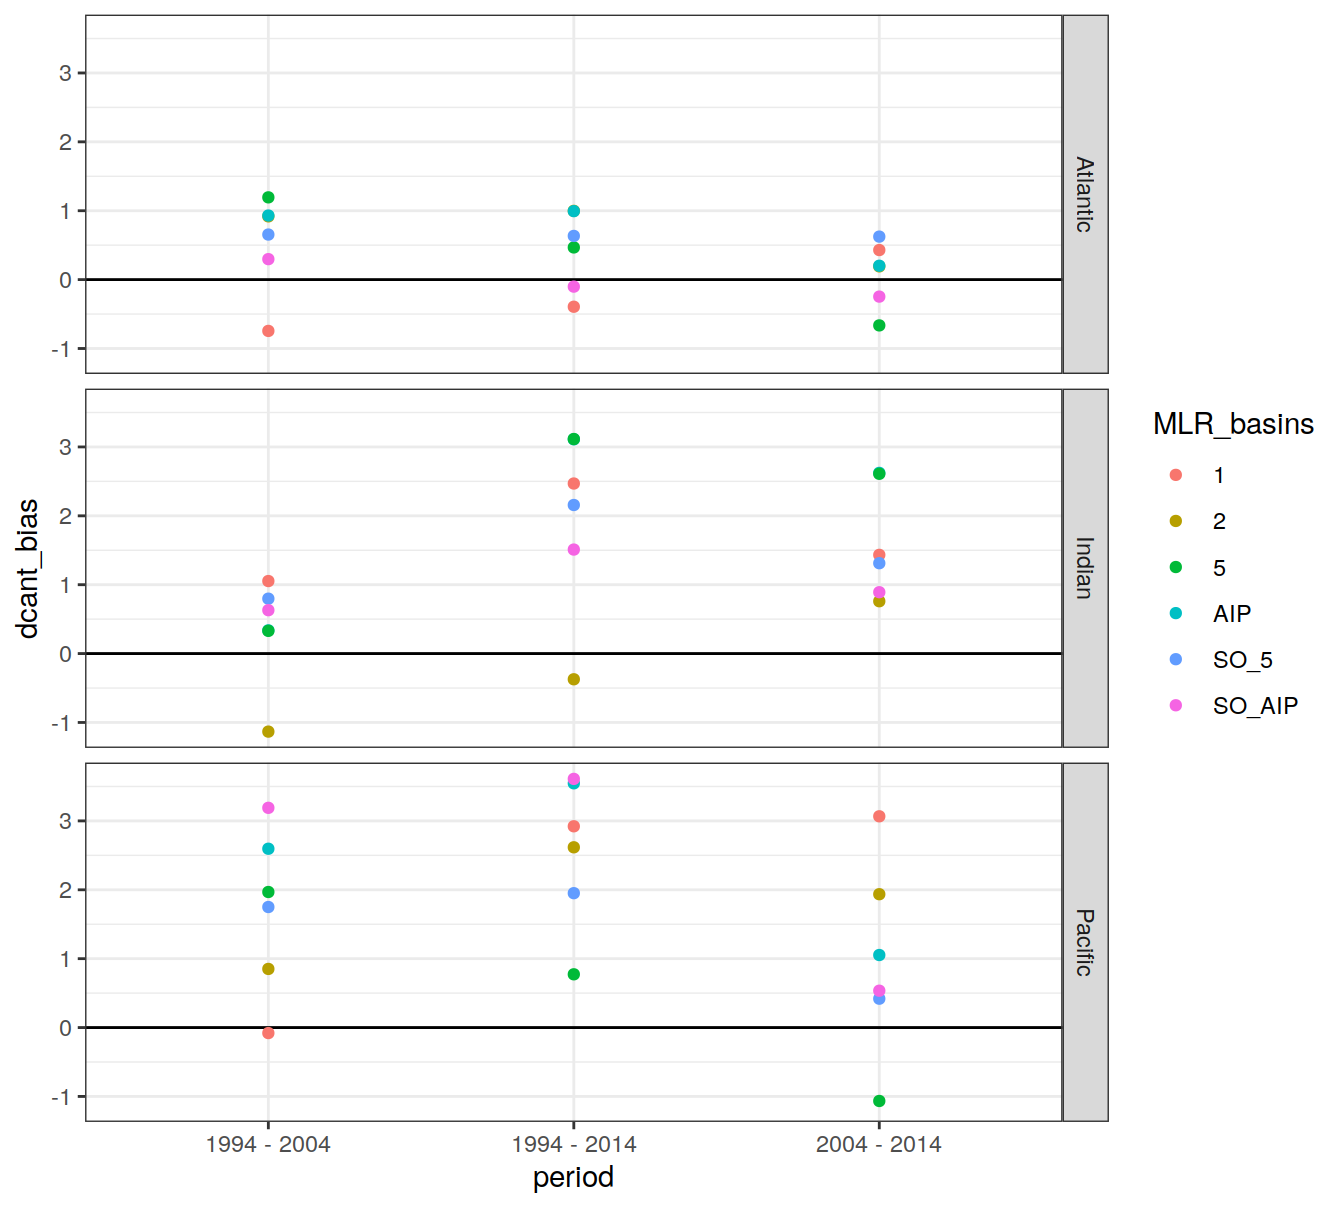 3
2
1
0
-1
Atlantic
3
2
1
0
-1
Indian
3
2
1
0
-1
Pacific
dcant_bias
1994 - 2004
1994 - 2014
2004 - 2014
period
MLR_basins
1
2
5
AIP
SO_5
SO_AIP